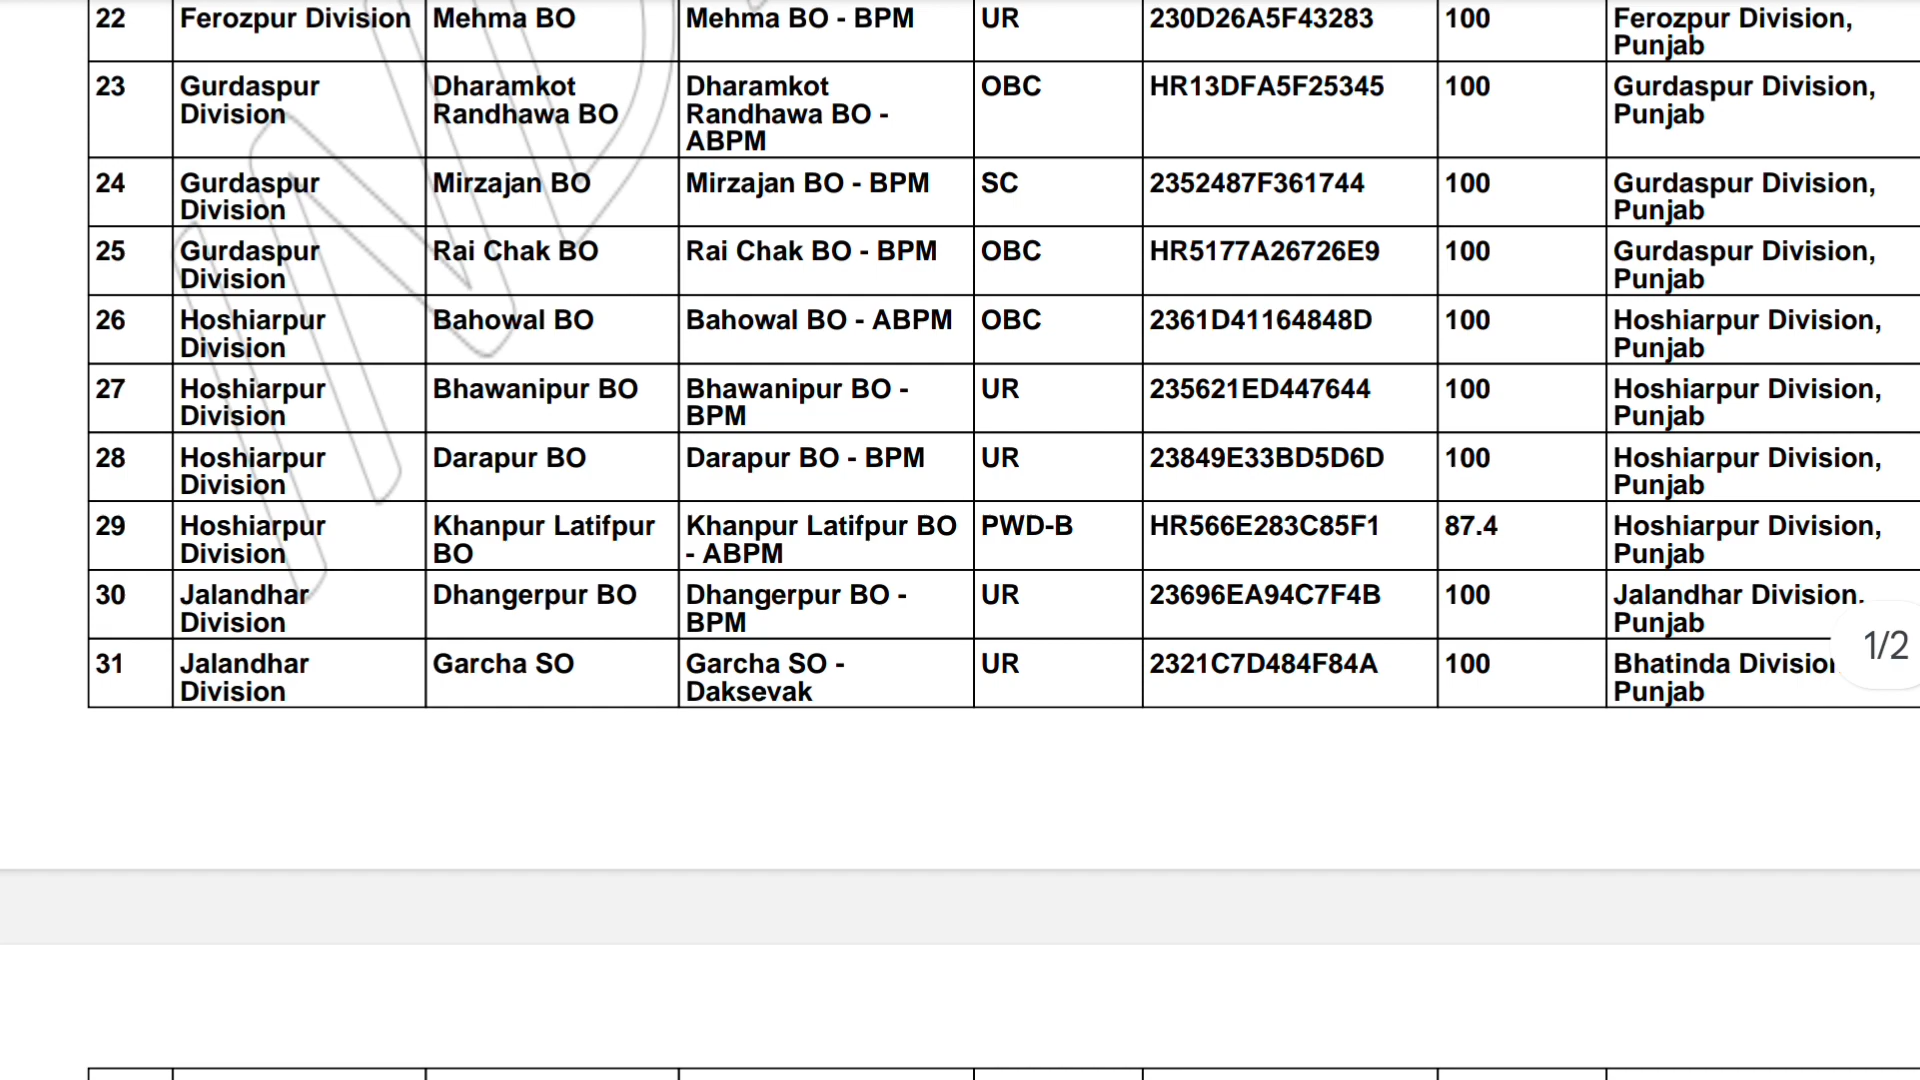 22 Ferozpur Division Mehma BO Mehma BO - BPM UR 230D26A5F43283 100 Ferozpur Division,
Punjab
23 Gurdaspur Dharamkot Dharamkot OBC HR13DFA5F25345 100 Gurdaspur Division,
Division Randhawa BO Randhawa BO - Punjab
ABPM
24 Gurdaspur Mirzajan BO Mirzajan BO - BPM SC 2352487F361744 100 Gurdaspur Division,
Division Punjab
25 Gurdaspur Rai Chak BO Rai Chak BO - BPM OBC HR5177A26726E9 100 Gurdaspur Division,
Division Punjab
26 Hoshiarpur Bahowal BO Bahowal BO - ABPM OBC 2361D41164848D 100 Hoshiarpur Division,
Division Punjab
27 Hoshiarpur Bhawanipur BO Bhawanipur BO - UR 235621ED447644 100 Hoshiarpur Division,
Division BPM Punjab
28 Hoshiarpur Darapur BO Darapur BO - BPM UR 23849E33BD5D6D 100 Hoshiarpur Division,
Division Punjab
29 Hoshiarpur Khanpur Latifpur Khanpur Latifpur BO PWD-B HR566E283C85F1 87.4 Hoshiarpur Division,
Division BO - ABPM Punjab
30 Jalandhar Dhangerpur BO Dhangerpur BO - UR 23696EA94C7F4B 100 Jalandhar Division,
Division BPM Punjab
31 Jalandhar Garcha SO Garcha SO - UR 2321C7D484F84A 100 Bhatinda Division
Division Daksevak Punjab
1/2